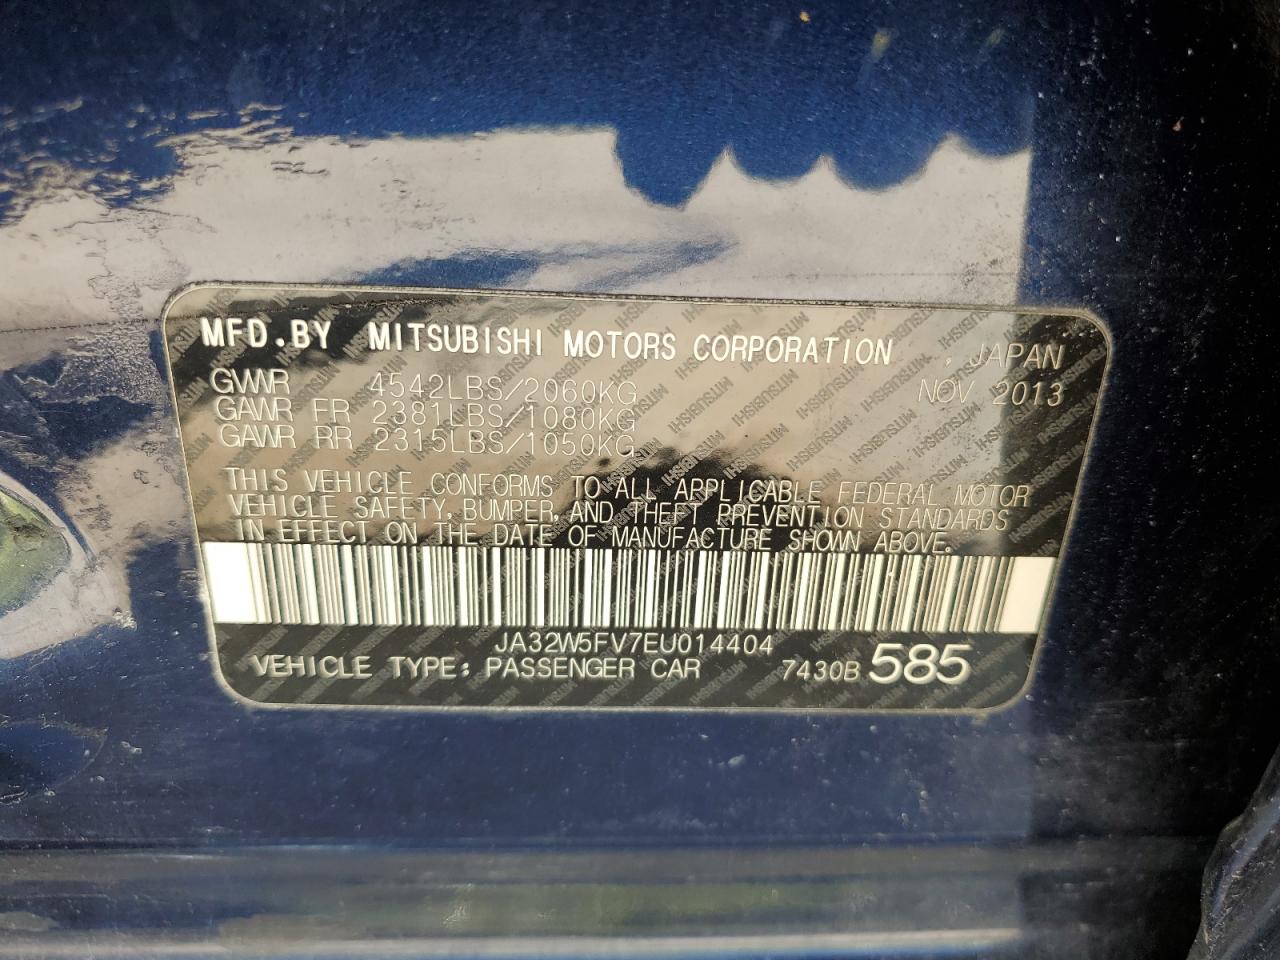 MFD.BY MITSUBISHI MOTORS CORPORATION , JAPAN
GVWR 4542LBS/2060KG NOV 2013
GAWR FR 2381LBS/1080KG
GAWR RR 2315LBS/1050KG
THIS VEHICLE CONFORMS TO ALL APPLICABLE FEDERAL MOTOR
VEHICLE SAFETY, BUMPER, AND THEFT PREVENTION STANDARDS
IN EFFECT ON THE DATE OF MANUFACTURE SHOWN ABOVE.
JA32W5FV7EU014404
VEHICLE TYPE: PASSENGER CAR 7430B 585